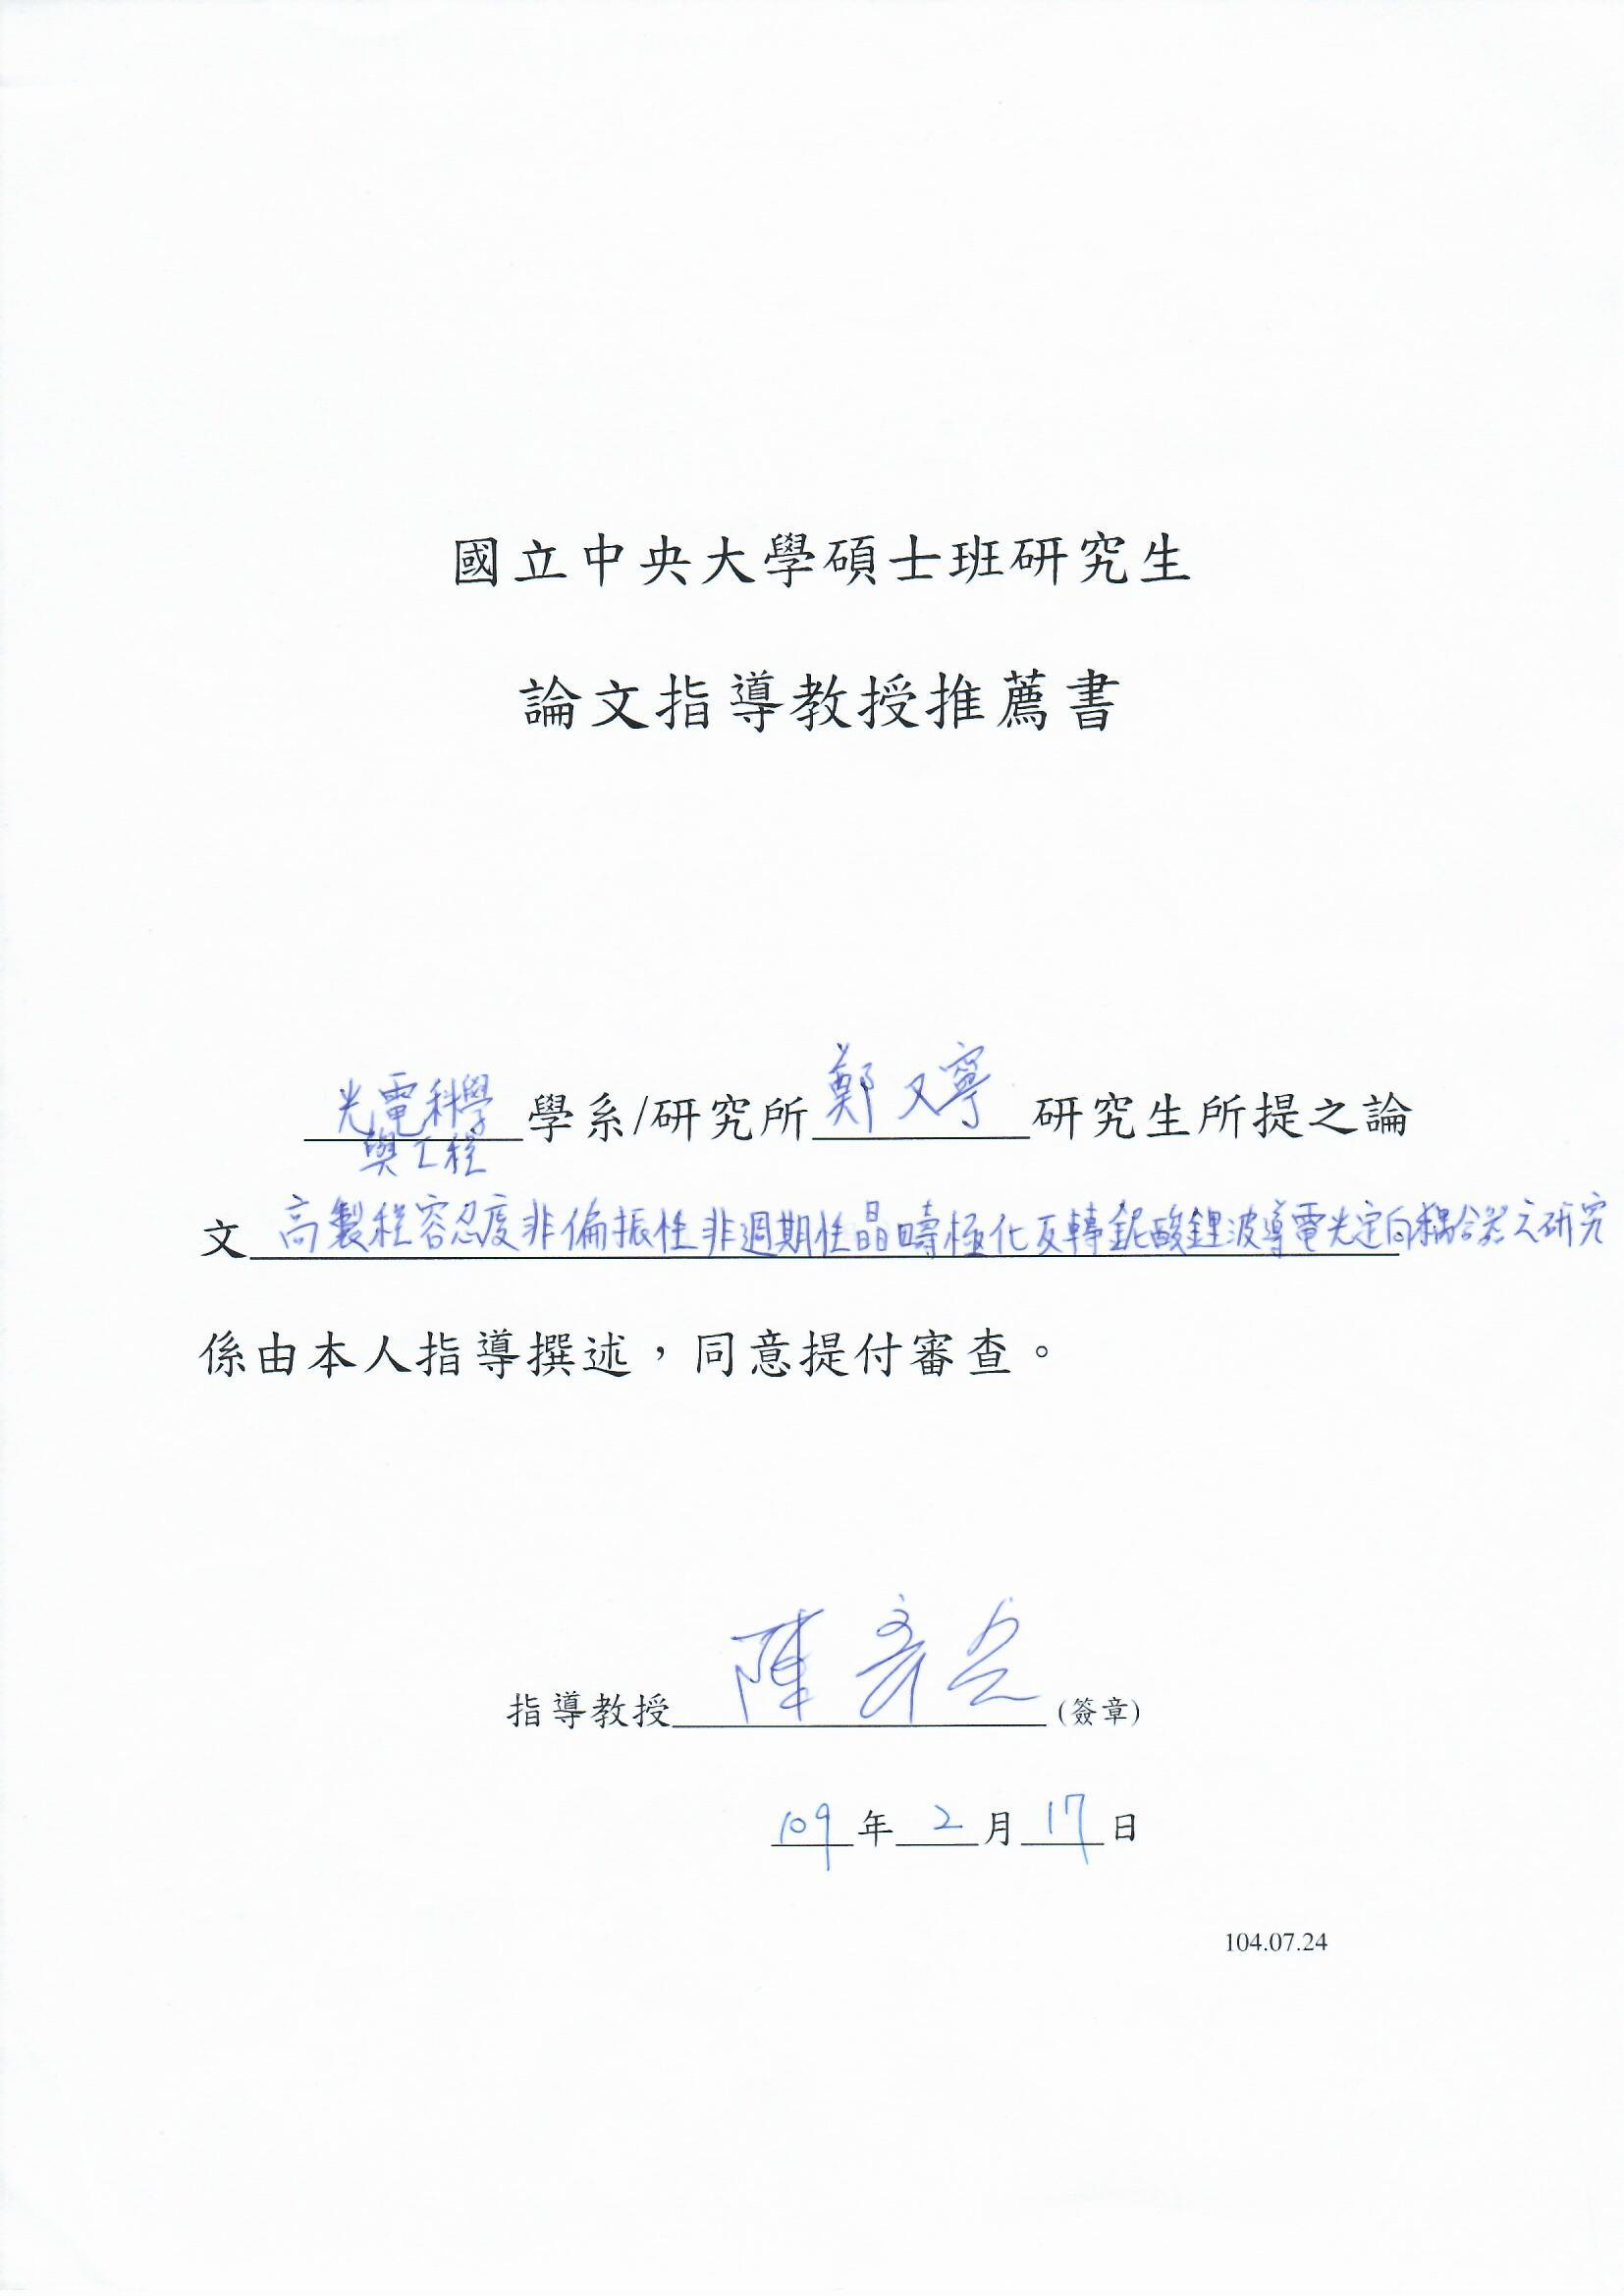 國立中央大學碩士班研究生
論文指導教授推薦書
光電科學
與工程
學系/研究所鄭又寧研究生所提之論
文高製程容忍度非偏振性非週期性晶疇極化反轉鈮酸鋰波導電光定向耦合器之研究
係由本人指導撰述，同意提付審查。
指導教授陳彥宏(簽章)
109年2月17日
104.07.24